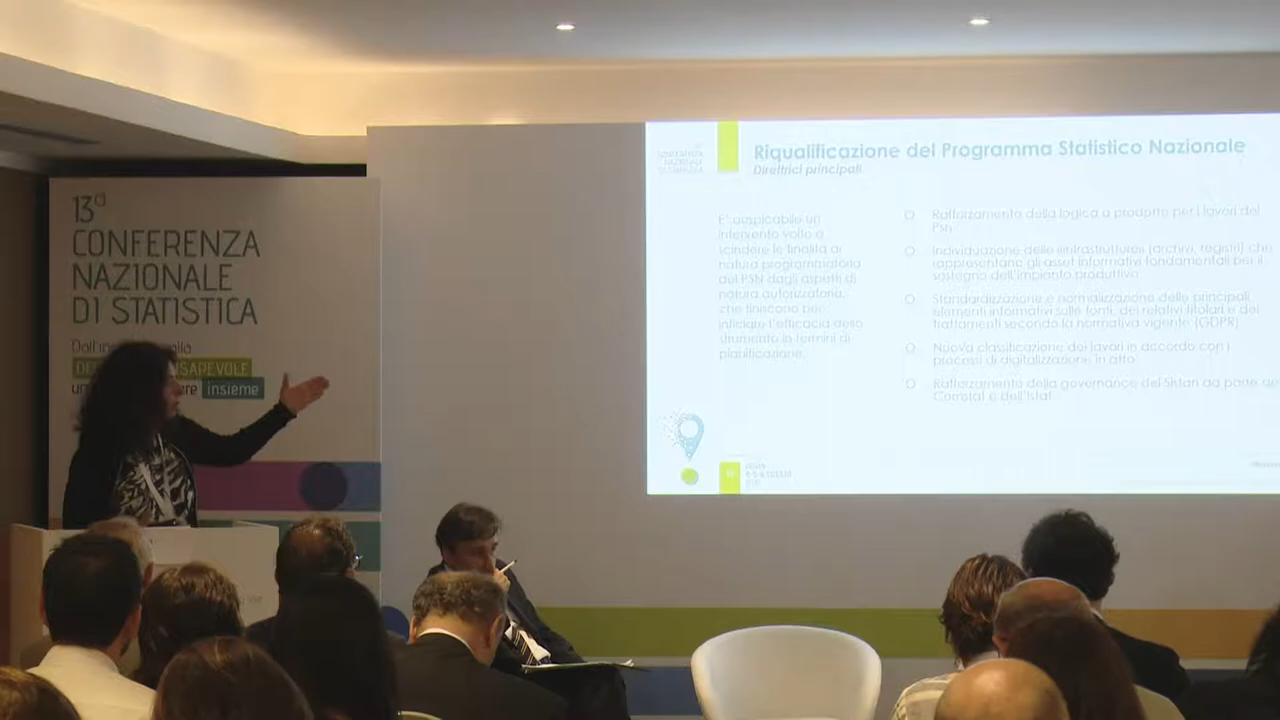 13a
CONFERENZA
NAZIONALE
DI STATISTICA
insieme
CONFERENZA
NAZIONALE
DI STATISTICA
Riqualificazione del Programma Statistico Nazionale
Direttrici principali
E' auspicabile un
intervento volto a
scindere le finalità di
natura programmatoria
del PSN dagli aspetti di
natura autorizzatoria,
che finiscono per
inficiare l'efficacia dello
strumento in termini di
pianificazione.
Rafforzamento della logica a prodotto per i lavori del
Psn
Individuazione delle «infrastrutture» (archivi, registri) che
rappresentano gli asset informativi fondamentali per il
sostegno dell'impianto produttivo
Standardizzazione e normalizzazione delle principali
elementi informativi sulle fonti, dei relativi titolari e dei
trattamenti secondo la normativa vigente (GDPR)
Nuova classificazione dei lavori in accordo con i
processi di digitalizzazione in atto
Rafforzamento della governance del Sistan da parte de
Comstat e dell'Istat